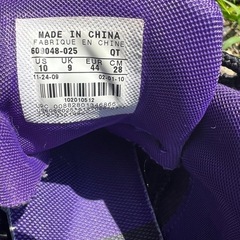 MADE IN CHINA
FABRIQUE EN CHINE
609048-025 QT
US UK EUR CM
10 9 44 28
11-24-09 02-01-10
102010512